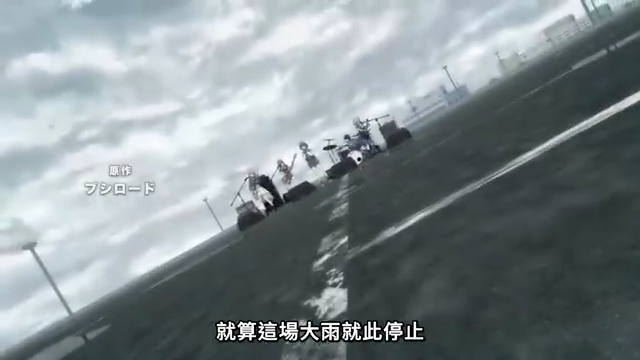 原作
ブシロード
就算這場大雨就此停止